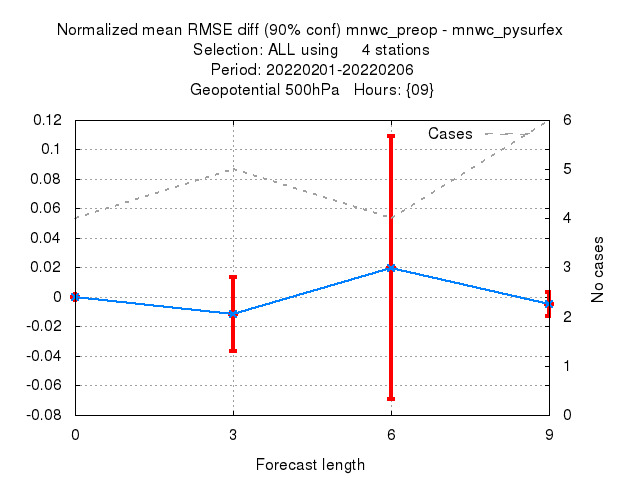 Normalized mean RMSE diff (90% conf) mnwc_preop - mnwc_pysurfex
Selection: ALL using     4 stations
Period: 20220201-20220206
Geopotential 500hPa   Hours: {09}
0.12
0.1
0.08
0.06
0.04
0.02
0
-0.02
-0.04
-0.06
-0.08
Cases
6
5
4
3
2
1
0
No cases
0 3 6 9
Forecast length